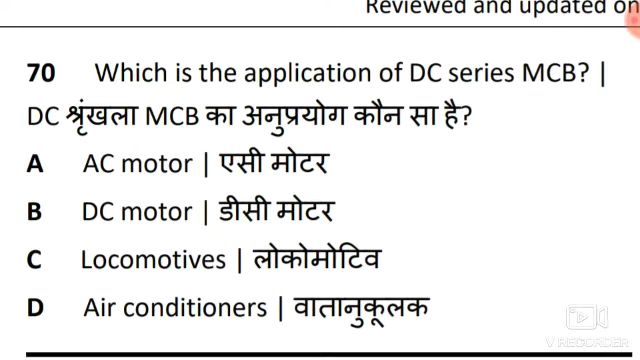 Reviewed and updated on
70 Which is the application of DC series MCB? |
DC श्रृंखला MCB का अनुप्रयोग कौन सा है?
A AC motor | एसी मोटर
B DC motor | डीसी मोटर
C Locomotives | लोकोमोटिव
D Air conditioners | वातानुकूलक
V RECORDER